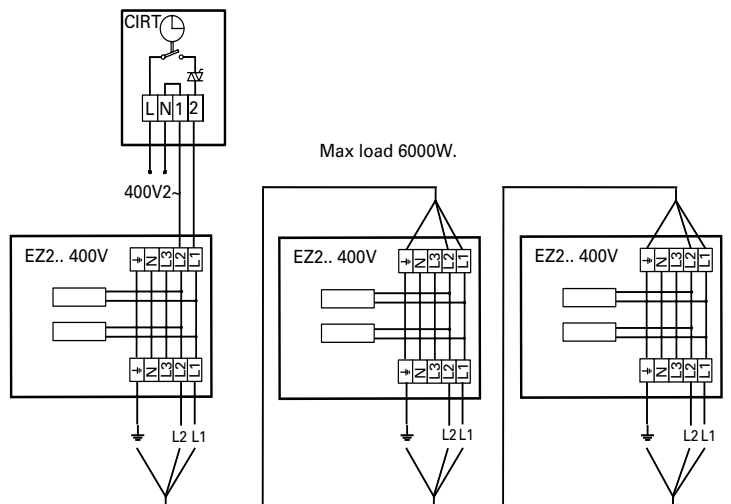 CIRT
L N 1 2
Max load 6000W.
400V2~
EZ2.. 400V
N L3 L2 L1
N L3 L2 L1
L2 L1
EZ2.. 400V
N L3 L2 L1
N L3 L2 L1
L2 L1
EZ2.. 400V
N L3 L2 L1
N L3 L2 L1
L2 L1